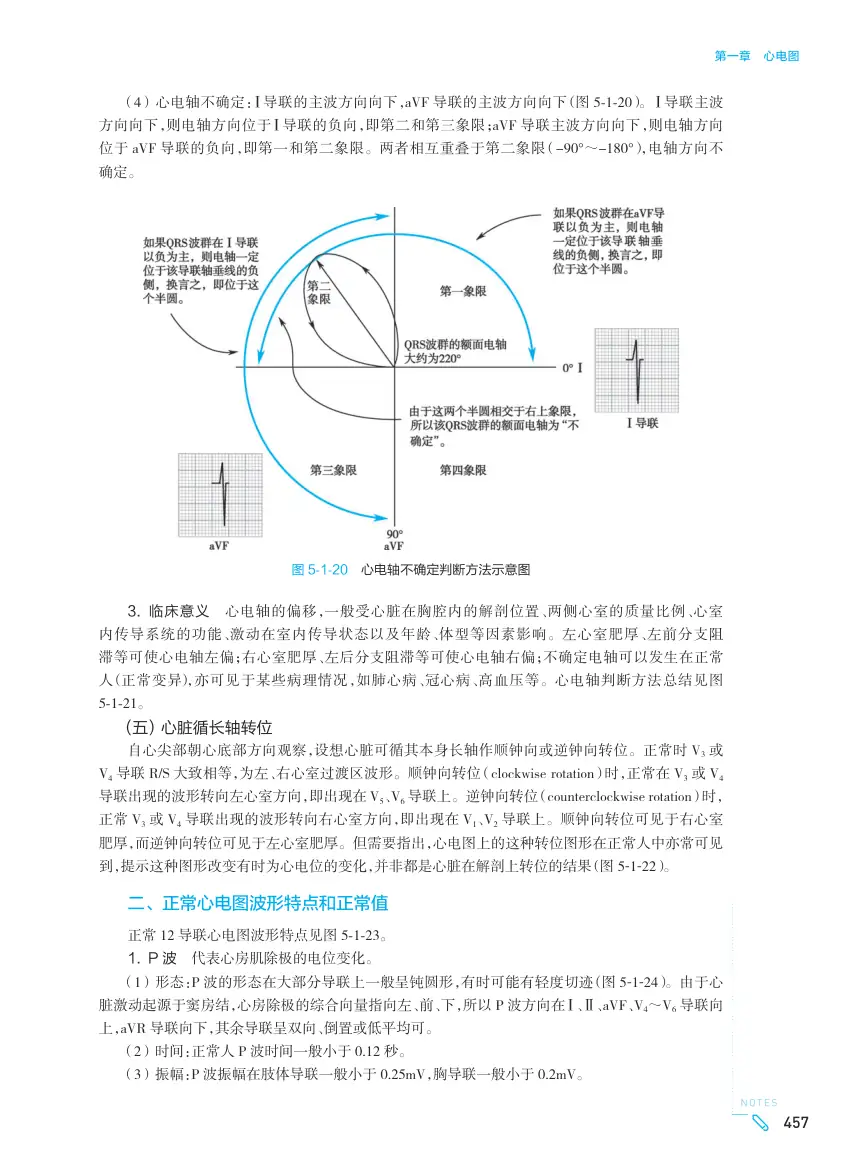 第一章 心电图
（4）心电轴不确定：Ⅰ导联的主波方向向下，aVF 导联的主波方向向下（图 5-1-20）。Ⅰ导联主波
方向向下，则电轴方向位于Ⅰ导联的负向，即第二和第三象限；aVF 导联主波方向向下，则电轴方向
位于 aVF 导联的负向，即第一和第二象限。两者相互重叠于第二象限（−90°～−180°），电轴方向不
确定。
如果QRS波群在Ⅰ导联
以负为主，则电轴一定
位于该导联轴垂线的负
侧，换言之，即位于这
个半圆。
如果QRS波群在aVF导
联以负为主，则电轴
一定位于该导联轴垂
线的负侧，换言之，即
位于这个半圆。
第二
象限
第一象限
QRS波群的额面电轴
大约为220°
0° Ⅰ
Ⅰ导联
由于这两个半圆相交于右上象限，
所以该QRS波群的额面电轴为“不
确定”。
第三象限
第四象限
aVF
90°
aVF
图 5-1-20 心电轴不确定判断方法示意图
3. 临床意义 心电轴的偏移，一般受心脏在胸腔内的解剖位置、两侧心室的质量比例、心室
内传导系统的功能、激动在室内传导状态以及年龄、体型等因素影响。左心室肥厚、左前分支阻
滞等可使心电轴左偏；右心室肥厚、左后分支阻滞等可使心电轴右偏；不确定电轴可以发生在正常
人（正常变异），亦可见于某些病理情况，如肺心病、冠心病、高血压等。心电轴判断方法总结见图
5-1-21。
（五）心脏循长轴转位
自心尖部朝心底部方向观察，设想心脏可循其本身长轴作顺钟向或逆钟向转位。正常时 V₃ 或
V₄ 导联 R/S 大致相等，为左、右心室过渡区波形。顺钟向转位（clockwise rotation）时，正常在 V₃ 或 V₄
导联出现的波形转向左心室方向，即出现在 V₅、V₆ 导联上。逆钟向转位（counterclockwise rotation）时，
正常 V₃ 或 V₄ 导联出现的波形转向右心室方向，即出现在 V₁、V₂ 导联上。顺钟向转位可见于右心室
肥厚，而逆钟向转位可见于左心室肥厚。但需要指出，心电图上的这种转位图形在正常人中亦常可见
到，提示这种图形改变有时为心电位的变化，并非都是心脏在解剖上转位的结果（图 5-1-22）。
二、正常心电图波形特点和正常值
正常 12 导联心电图波形特点见图 5-1-23。
1. P 波 代表心房肌除极的电位变化。
（1）形态：P 波的形态在大部分导联上一般呈钝圆形，有时可能有轻度切迹（图 5-1-24）。由于心
脏激动起源于窦房结，心房除极的综合向量指向左、前、下，所以 P 波方向在Ⅰ、Ⅱ、aVF、V₄～V₆ 导联向
上，aVR 导联向下，其余导联呈双向、倒置或低平均可。
（2）时间：正常人 P 波时间一般小于 0.12 秒。
（3）振幅：P 波振幅在肢体导联一般小于 0.25mV，胸导联一般小于 0.2mV。
NOTES
457